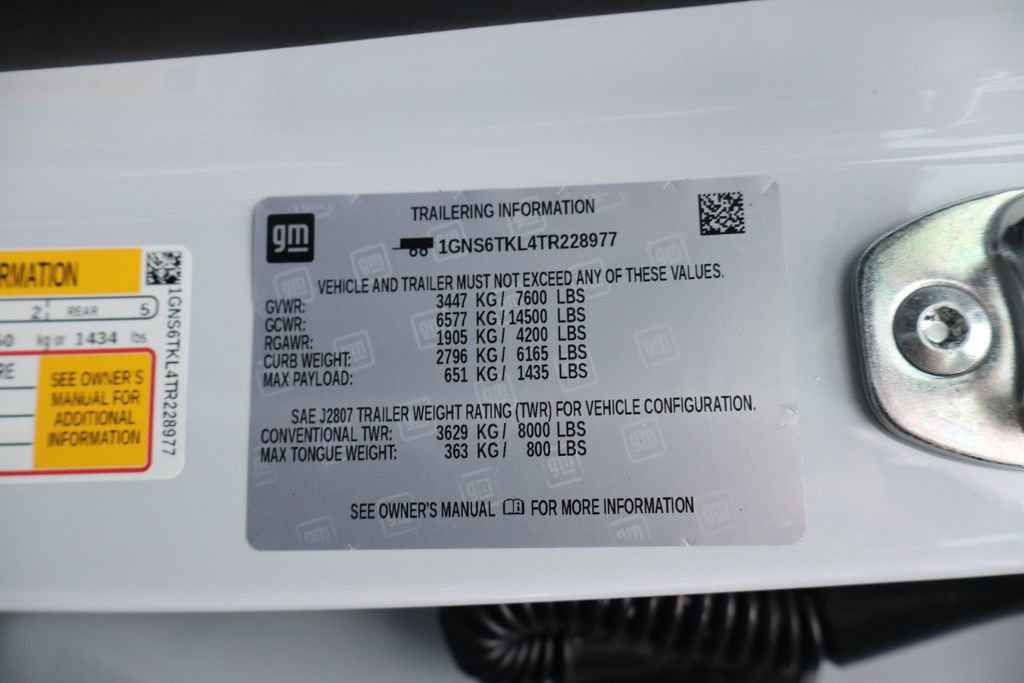 RMATION
2 REAR 5
kg or 1434 lbs
RE
SEE OWNER'S
MANUAL FOR
ADDITIONAL
INFORMATION
1GNS6TKL4TR228977
gm
TRAILERING INFORMATION
1GNS6TKL4TR228977
VEHICLE AND TRAILER MUST NOT EXCEED ANY OF THESE VALUES.
GVWR: 3447 KG/ 7600 LBS
GCWR: 6577 KG/ 14500 LBS
RGAWR: 1905 KG/ 4200 LBS
CURB WEIGHT: 2796 KG/ 6165 LBS
MAX PAYLOAD: 651 KG/ 1435 LBS
SAE J2807 TRAILER WEIGHT RATING (TWR) FOR VEHICLE CONFIGURATION.
CONVENTIONAL TWR: 3629 KG/ 8000 LBS
MAX TONGUE WEIGHT: 363 KG/ 800 LBS
SEE OWNER'S MANUAL FOR MORE INFORMATION